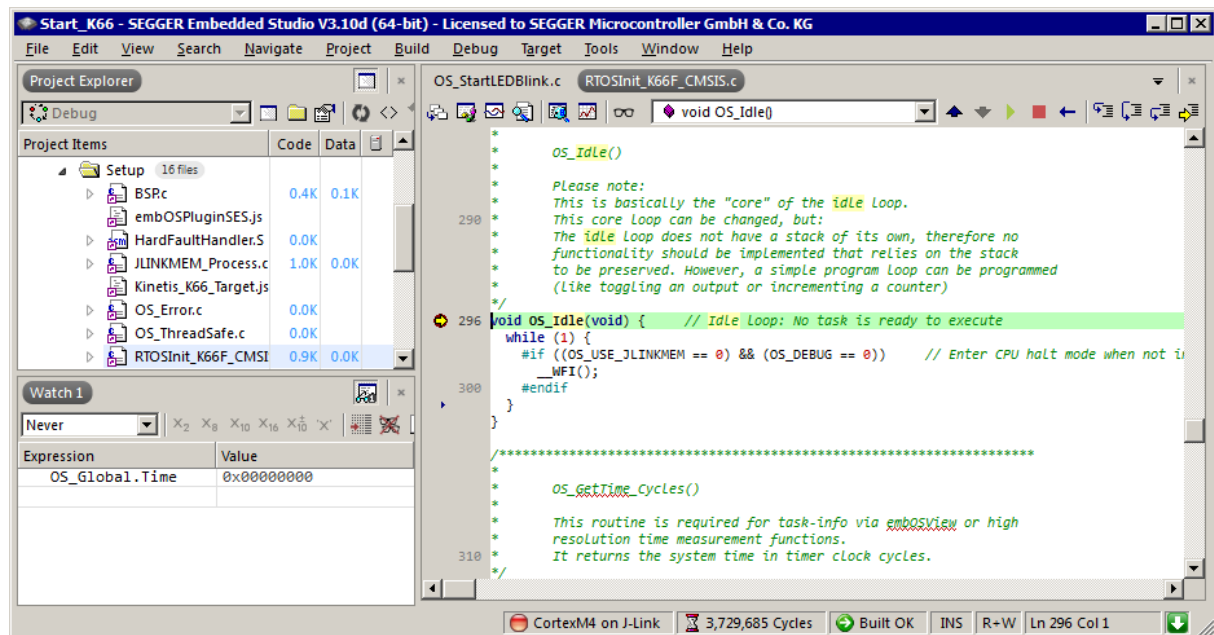 Start_K66 - SEGGER Embedded Studio V3.10d (64-bit) - Licensed to SEGGER Microcontroller GmbH & Co. KG
File Edit View Search Navigate Project Build Debug Target Tools Window Help
Project Explorer
Debug
Project Items Code Data
Setup 16 files
BSP.c 0.4K 0.1K
embOSPluginSES.js
HardFaultHandler.S 0.0K
JLINKMEM_Process.c 1.0K 0.0K
Kinetis_K66_Target.js
OS_Error.c 0.0K
OS_ThreadSafe.c 0.0K
RTOSInit_K66F_CMSI 0.9K 0.0K
Watch 1
Never X2 X8 X10 X16 X±10 'X'
Expression Value
OS_Global.Time 0x00000000
OS_StartLEDBlink.c RTOSInit_K66F_CMSIS.c
void OS_Idle()
*
* OS_Idle()
*
* Please note:
* This is basically the "core" of the idle loop.
290 * This core loop can be changed, but:
* The idle loop does not have a stack of its own, therefore no
* functionality should be implemented that relies on the stack
* to be preserved. However, a simple program loop can be programmed
* (like toggling an output or incrementing a counter)
*/
296 void OS_Idle(void) { // Idle loop: No task is ready to execute
while (1) {
#if ((OS_USE_JLINKMEM == 0) && (OS_DEBUG == 0)) // Enter CPU halt mode when not i
__WFI();
300 #endif
}
}
/*********************************************************************
*
* OS_GetTime_Cycles()
*
* This routine is required for task-info via embOSView or high
* resolution time measurement functions.
310 * It returns the system time in timer clock cycles.
*/
CortexM4 on J-Link 3,729,685 Cycles Built OK INS R+W Ln 296 Col 1